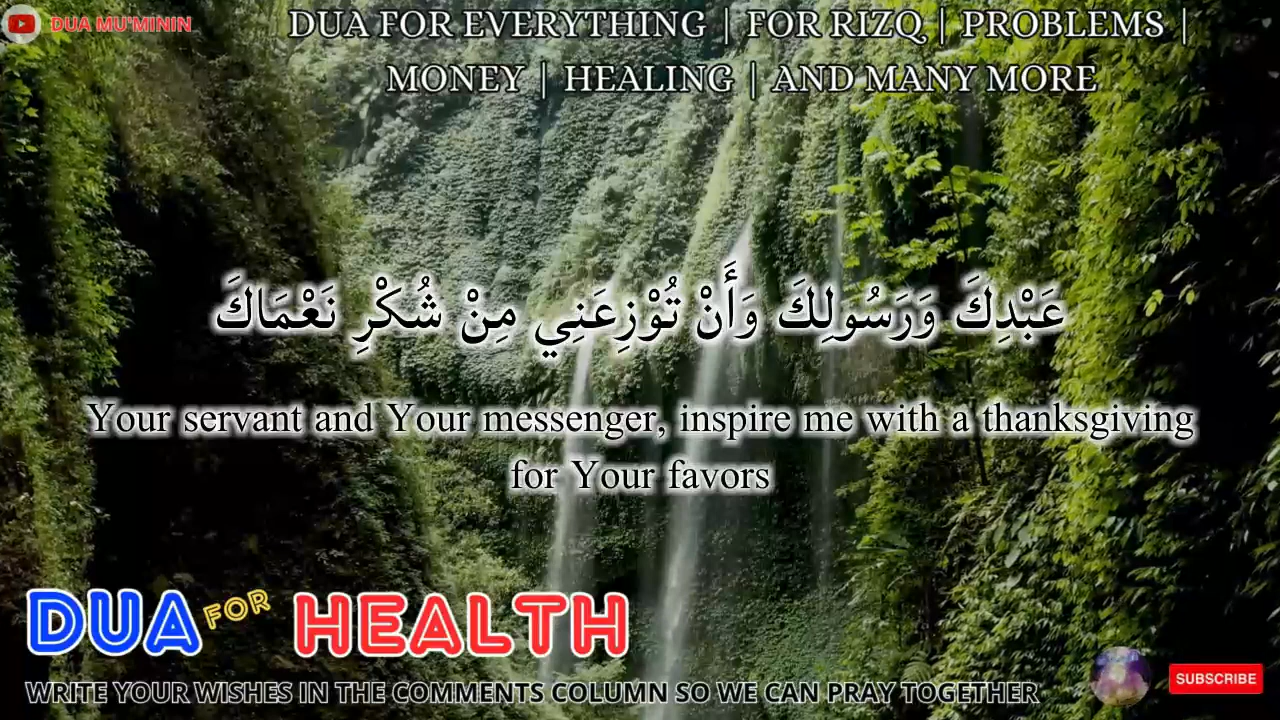 DUA MU'MININ
DUA FOR EVERYTHING | FOR RIZQ | PROBLEMS |
MONEY | HEALING | AND MANY MORE
عَبْدِكَ وَرَسُولِكَ وَأَنْ تُوْزِعَنِي مِنْ شُكْرِ نَعْمَاكَ
Your servant and Your messenger, inspire me with a thanksgiving
for Your favors
DUA FOR HEALTH
WRITE YOUR WISHES IN THE COMMENTS COLUMN SO WE CAN PRAY TOGETHER
SUBSCRIBE